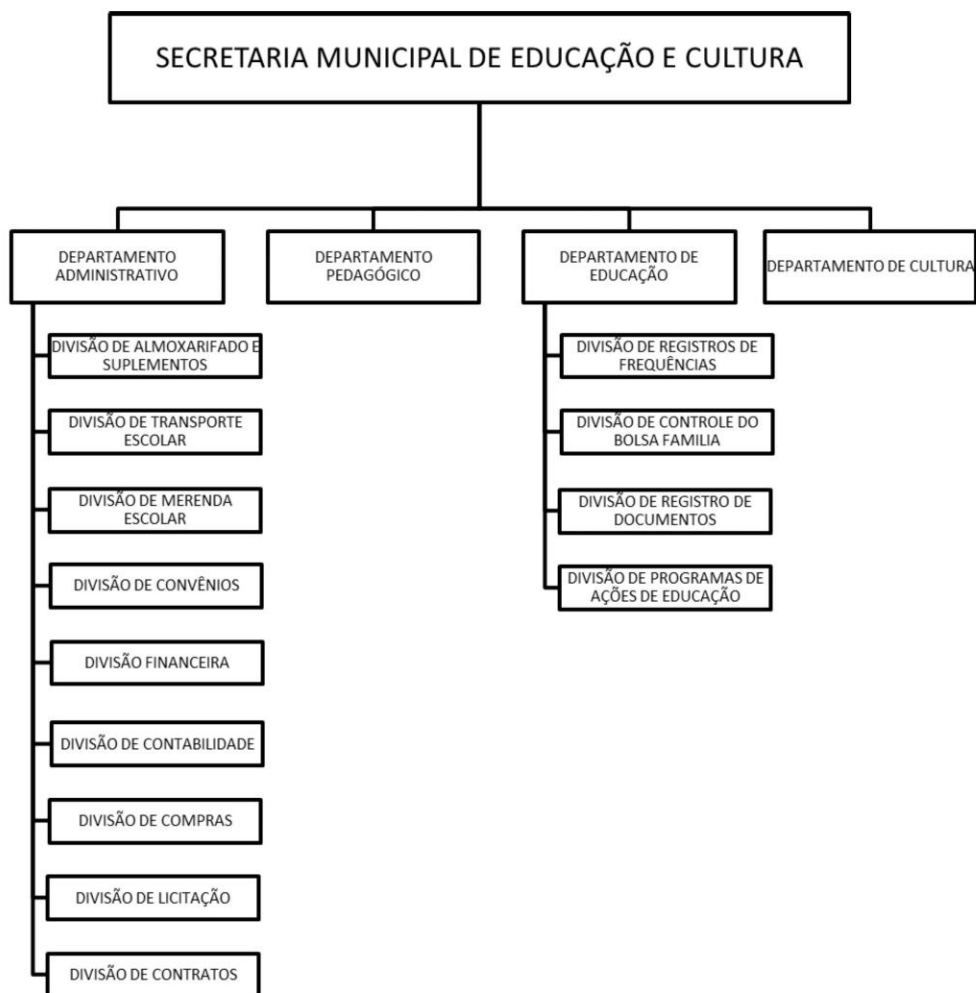 SECRETARIA MUNICIPAL DE EDUCAÇÃO E CULTURA
DEPARTAMENTO
ADMINISTRATIVO
DEPARTAMENTO
PEDAGÓGICO
DEPARTAMENTO DE
EDUCAÇÃO
DEPARTAMENTO DE CULTURA
DIVISÃO DE ALMOXARIFADO E
SUPLEMENTOS
DIVISÃO DE TRANSPORTE
ESCOLAR
DIVISÃO DE MERENDA
ESCOLAR
DIVISÃO DE CONVÊNIOS
DIVISÃO FINANCEIRA
DIVISÃO DE CONTABILIDADE
DIVISÃO DE COMPRAS
DIVISÃO DE LICITAÇÃO
DIVISÃO DE CONTRATOS
DIVISÃO DE REGISTROS DE
FREQUÊNCIAS
DIVISÃO DE CONTROLE DO
BOLSA FAMILIA
DIVISÃO DE REGISTRO DE
DOCUMENTOS
DIVISÃO DE PROGRAMAS DE
AÇÕES DE EDUCAÇÃO